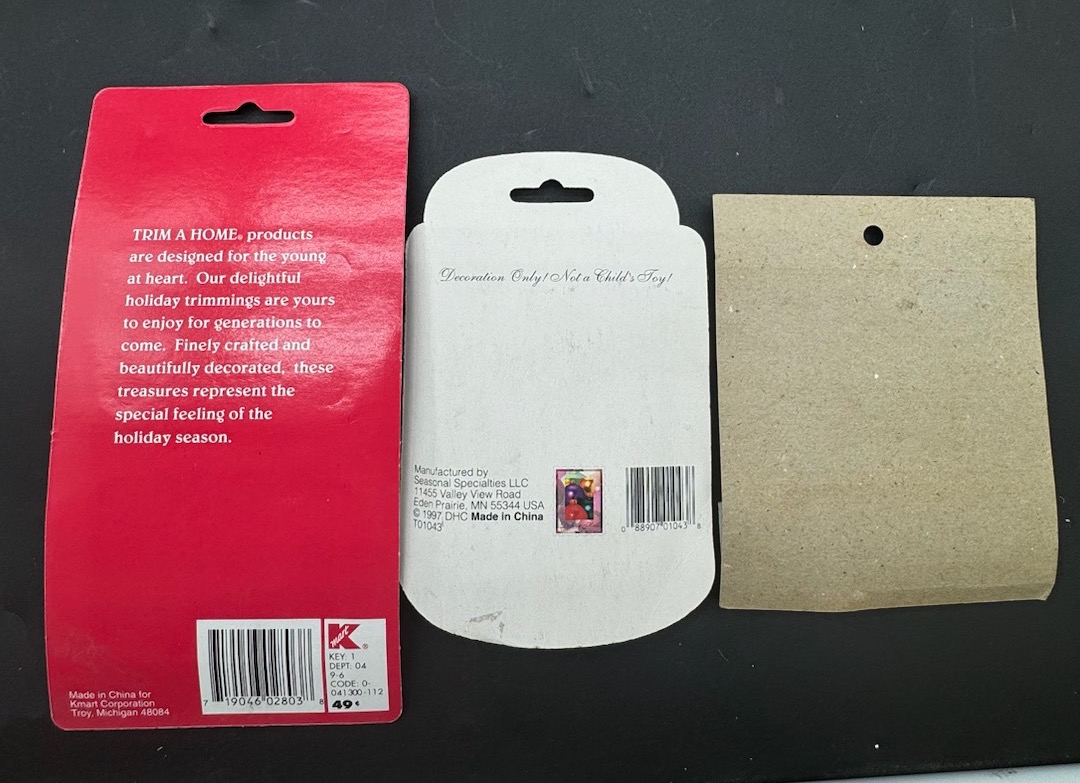 TRIM A HOME® products
are designed for the young
at heart. Our delightful
holiday trimmings are yours
to enjoy for generations to
come. Finely crafted and
beautifully decorated, these
treasures represent the
special feeling of the
holiday season.
Made in China for
Kmart Corporation
Troy, Michigan 48084
7 19046 02803 8
Kmart®
KEY: 1
DEPT: 04
9-6
CODE: 0-
041300-112
49¢
Decoration Only! Not a Child's Toy!
Manufactured by
Seasonal Specialties LLC
11455 Valley View Road
Eden Prairie, MN 55344 USA
© 1997 DHC Made in China
T01043
0 88907 01043 8